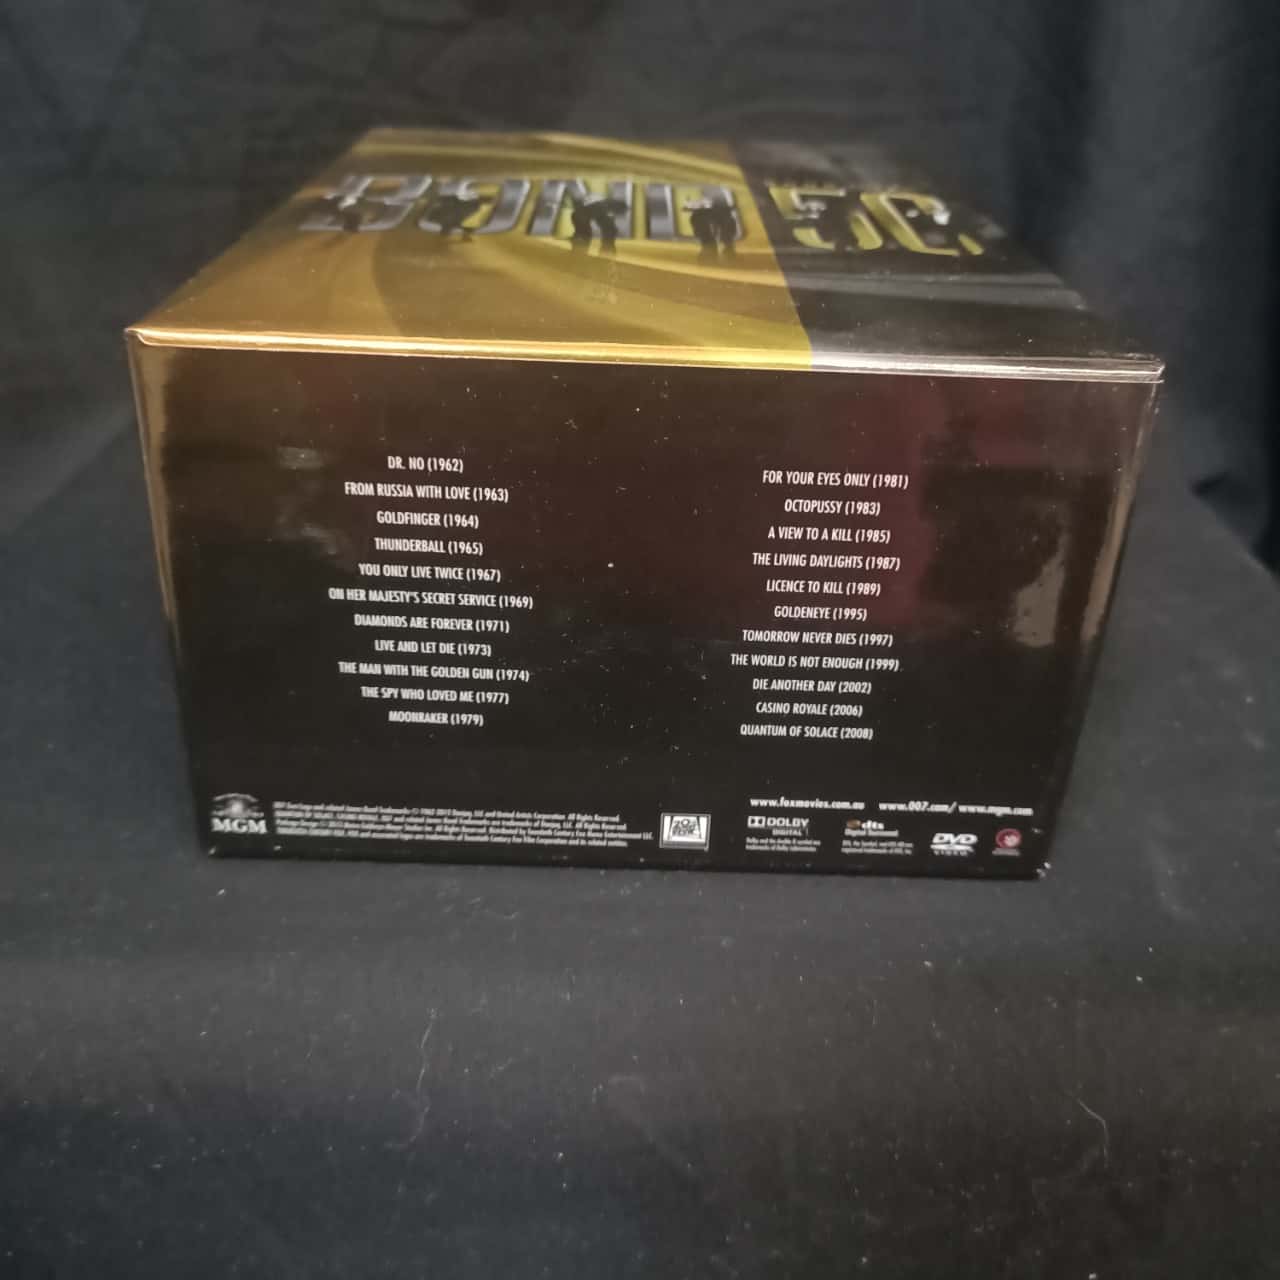 BOND 50
DR. NO (1962)
FROM RUSSIA WITH LOVE (1963)
GOLDFINGER (1964)
THUNDERBALL (1965)
YOU ONLY LIVE TWICE (1967)
ON HER MAJESTY'S SECRET SERVICE (1969)
DIAMONDS ARE FOREVER (1971)
LIVE AND LET DIE (1973)
THE MAN WITH THE GOLDEN GUN (1974)
THE SPY WHO LOVED ME (1977)
MOONRAKER (1979)
FOR YOUR EYES ONLY (1981)
OCTOPUSSY (1983)
A VIEW TO A KILL (1985)
THE LIVING DAYLIGHTS (1987)
LICENCE TO KILL (1989)
GOLDENEYE (1995)
TOMORROW NEVER DIES (1997)
THE WORLD IS NOT ENOUGH (1999)
DIE ANOTHER DAY (2002)
CASINO ROYALE (2006)
QUANTUM OF SOLACE (2008)
MGM
www.foxmovies.com.au www.007.com/ www.mgm.com
DOLBY
DIGITAL
dts
Digital Surround
DVD
VIDEO